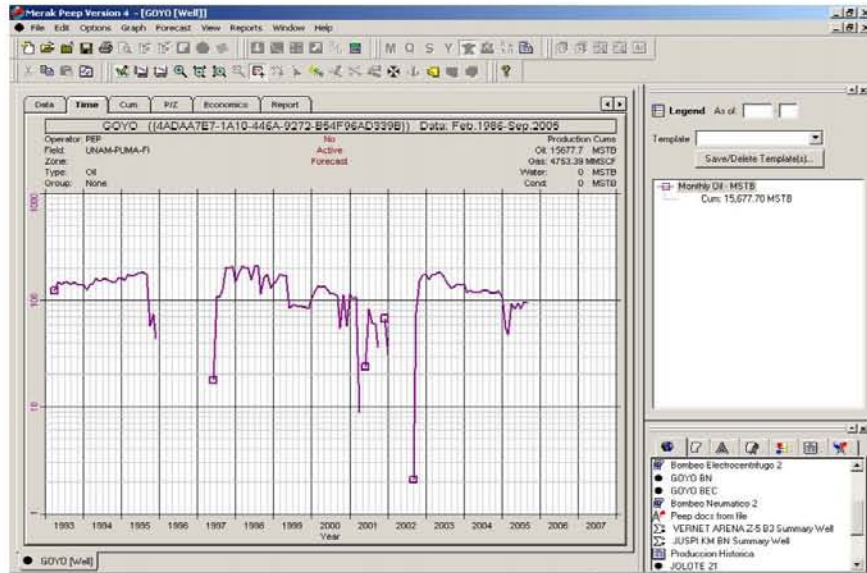 Merak Peep Version 4 - [GOYO [Well]]
File Edit Options Graph Forecast View Reports Window Help
M Q S Y
Data Time Cum P/Z Economics Report
GOYO ((4ADAA7E7-1A10-446A-9272-B54F96AD339B)) Data: Feb.1986-Sep.2005
Operator: PEP No Production Cums
Field: UNAM-PUMA-FI Active Oil: 15677.7 MSTB
Zone: Forecast Gas: 4753.39 MMSCF
Type: Oil Water: 0 MSTB
Group: None Cond: 0 MSTB
1000
100
10
1
1993 1994 1995 1996 1997 1998 1999 2000 2001 2002 2003 2004 2005 2006 2007
Year
GOYO [Well]
Legend As of:
Template
Save/Delete Template(s)...
Monthly Oil - MSTB
Cum: 15,677.70 MSTB
Bombeo Electrocentrifugo 2
GOYO BN
GOYO BEC
Bombeo Neumatico 2
Peep docs from file
VERNET ARENA Z-5 B3 Summary Well
JUSPI KM BN Summary Well
Produccion Historica
JOLOTE 21